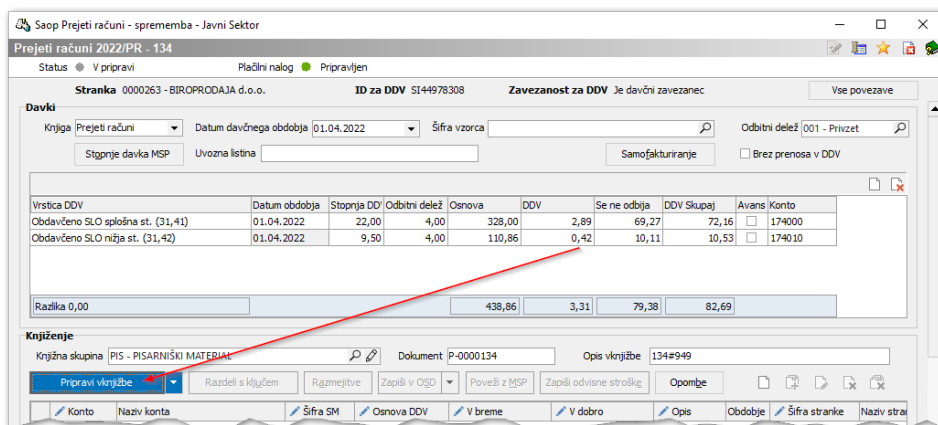 Saop Prejeti računi - sprememba - Javni Sektor
Prejeti računi 2022/PR - 134
Status V pripravi Plačilni nalog Pripravljen
Stranka 0000263 - BIROPRODAJA d.o.o. ID za DDV SI44978308 Zavezanost za DDV Je davčni zavezanec Vse povezave
Davki
Knjiga Prejeti računi Datum davčnega obdobja 01.04.2022 Šifra vzorca Odbitni delež 001 - Privzet
Stopnje davka MSP Uvozna listina Samofakturiranje Brez prenosa v DDV
Vrstica DDV Datum obdobja Stopnja DD Odbitni delež Osnova DDV Se ne odbija DDV Skupaj Avans Konto
Obdavčeno SLO splošna st. (31,41) 01.04.2022 22,00 4,00 328,00 2,89 69,27 72,16 174000
Obdavčeno SLO nižja st. (31,42) 01.04.2022 9,50 4,00 110,86 0,42 10,11 10,53 174010
Razlika 0,00 438,86 3,31 79,38 82,69
Knjiženje
Knjižna skupina PIS - PISARNIŠKI MATERIAL Dokument P-0000134 Opis vknjižbe 134#949
Pripravi vknjižbe Razdeli s ključem Razmejitve Zapiši v OSD Poveži z MSP Zapiši odvisne stroške Opombe
Konto Naziv konta Šifra SM Osnova DDV V breme V dobro Opis Obdobje Šifra stranke Naziv stra